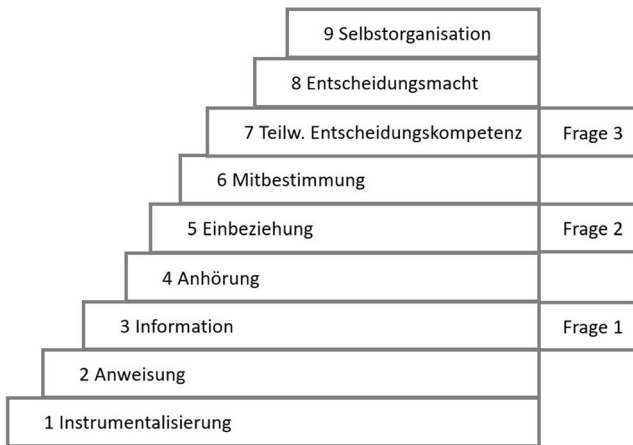 9 Selbstorganisation
8 Entscheidungsmacht
7 Teilw. Entscheidungskompetenz Frage 3
6 Mitbestimmung
5 Einbeziehung Frage 2
4 Anhörung
3 Information Frage 1
2 Anweisung
1 Instrumentalisierung